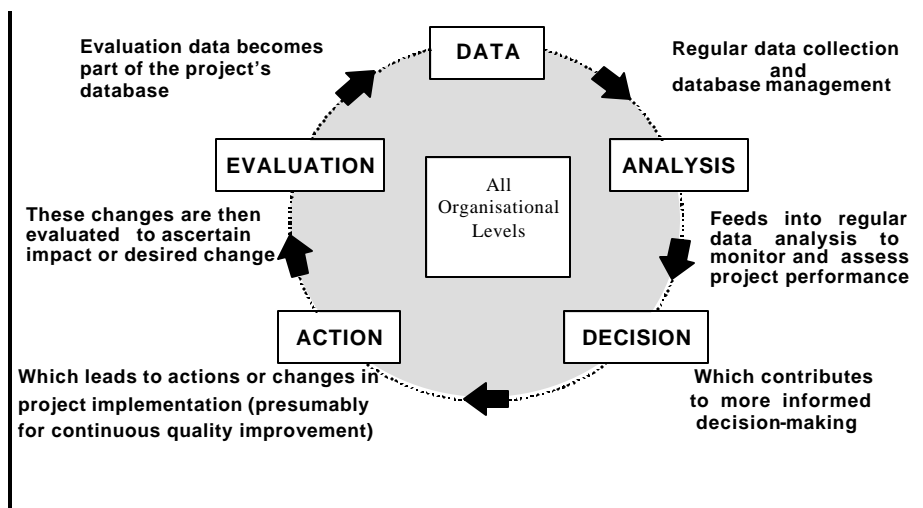 DATA
Regular data collection
and
database management
ANALYSIS
Feeds into regular
data analysis to
monitor and assess
project performance
DECISION
Which contributes
to more informed
decision-making
ACTION
Which leads to actions or changes in
project implementation (presumably
for continuous quality improvement)
EVALUATION
These changes are then
evaluated to ascertain
impact or desired change
Evaluation data becomes
part of the project's
database
All
Organisational
Levels